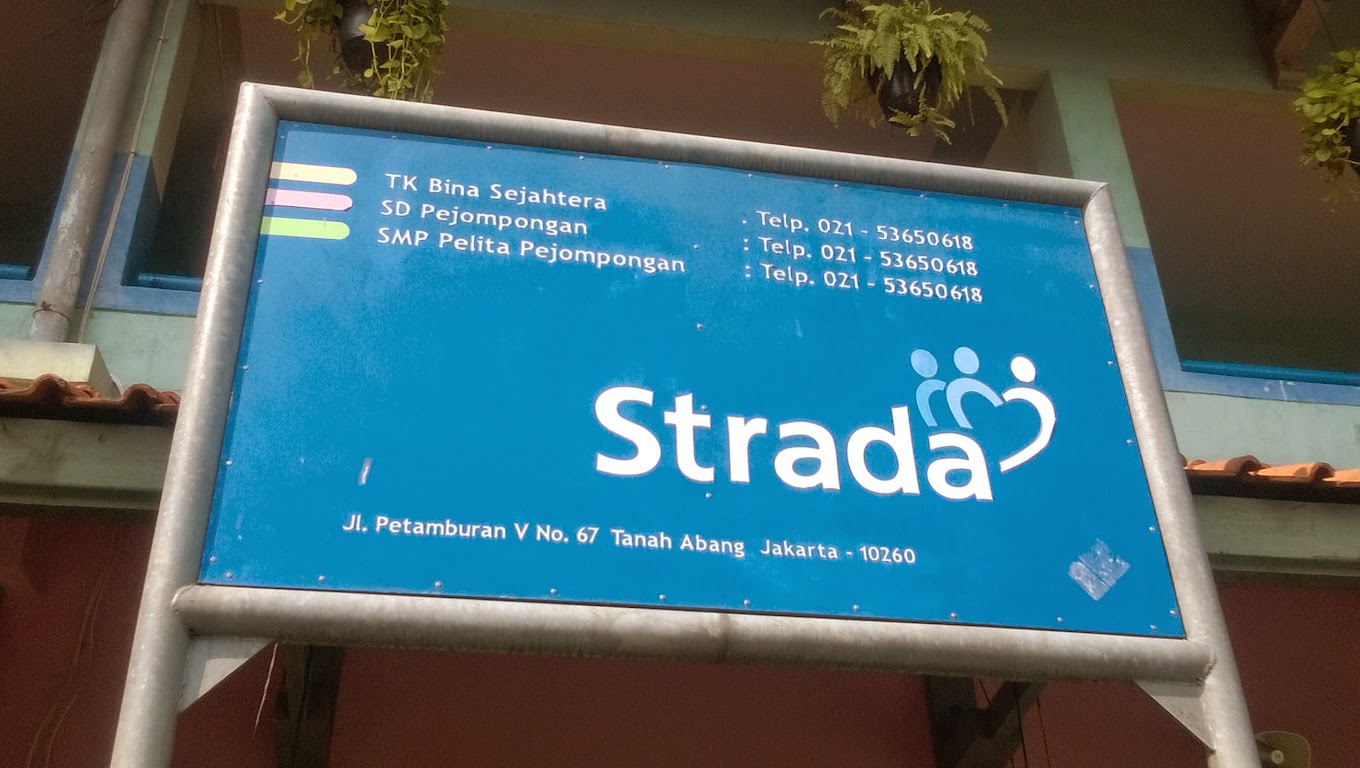 TK Bina Sejahtera : Telp. 021 - 53650618
SD Pejompongan : Telp. 021 - 53650618
SMP Pelita Pejompongan : Telp. 021 - 53650618
Strada
Jl. Petamburan V No. 67 Tanah Abang Jakarta - 10260